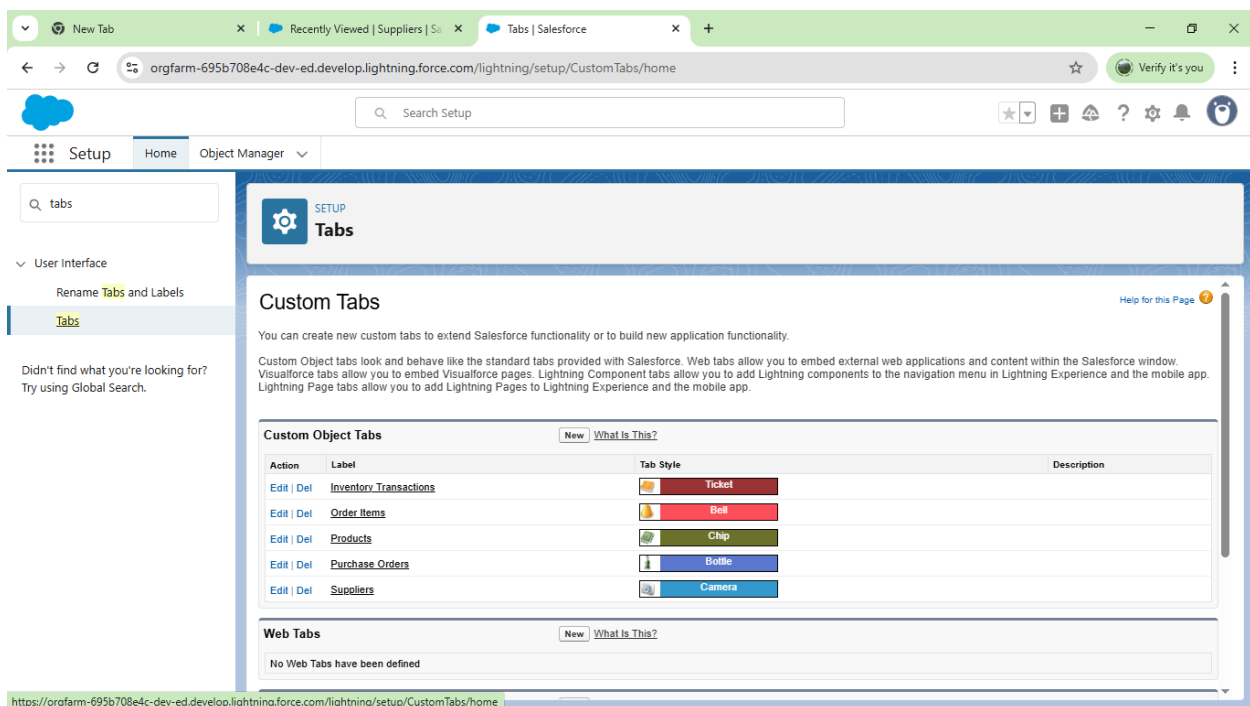 New Tab
Recently Viewed | Suppliers | Sa
Tabs | Salesforce
orgfarm-695b708e4c-dev-ed.develop.lightning.force.com/lightning/setup/CustomTabs/home
Verify it's you
Search Setup
Setup
Home
Object Manager
tabs
User Interface
Rename Tabs and Labels
Tabs
Didn't find what you're looking for?
Try using Global Search.
SETUP
Tabs
Custom Tabs
Help for this Page
You can create new custom tabs to extend Salesforce functionality or to build new application functionality.
Custom Object tabs look and behave like the standard tabs provided with Salesforce. Web tabs allow you to embed external web applications and content within the Salesforce window.
Visualforce tabs allow you to embed Visualforce pages. Lightning Component tabs allow you to add Lightning components to the navigation menu in Lightning Experience and the mobile app.
Lightning Page tabs allow you to add Lightning Pages to Lightning Experience and the mobile app.
Custom Object Tabs New What Is This?
Action Label Tab Style Description
Edit | Del Inventory Transactions Ticket
Edit | Del Order Items Bell
Edit | Del Products Chip
Edit | Del Purchase Orders Bottle
Edit | Del Suppliers Camera
Web Tabs New What Is This?
No Web Tabs have been defined
https://orgfarm-695b708e4c-dev-ed.develop.lightning.force.com/lightning/setup/CustomTabs/home